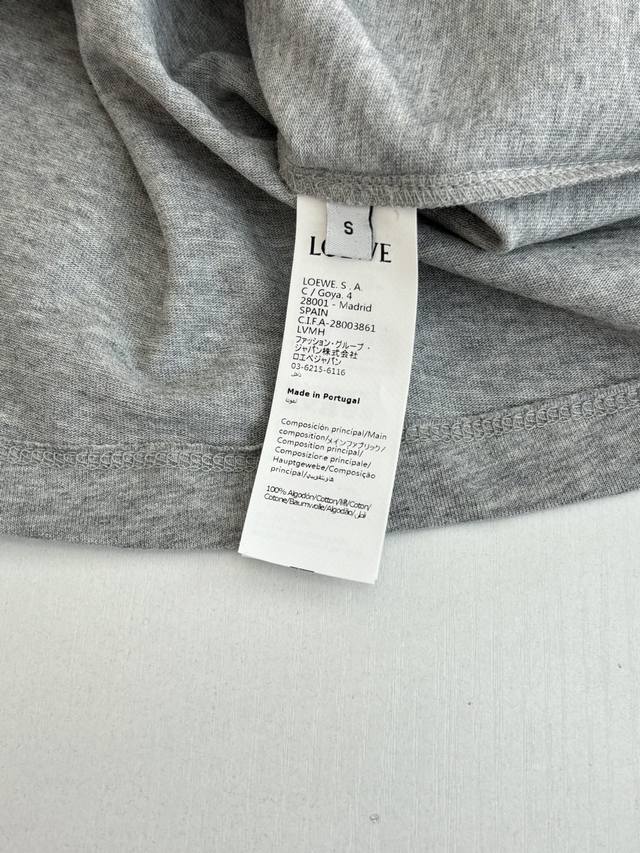 S
LOEWE
LOEWE. S . A.
C / Goya. 4
28001 - Madrid
SPAIN
C.I.F.A-28003861
LVMH
ファッション・グループ・
ジャパン株式会社
ロエベジャパン
03-6215-6116
Made in Portugal
Composición principal/Main
composition/メインファブリック/
Composition principal/
Composizione principale/
Hauptgewebe/Composição
principal/
100% Algodón/Cotton/綿/Coton/
Cotone/Baumwolle/Algodão/